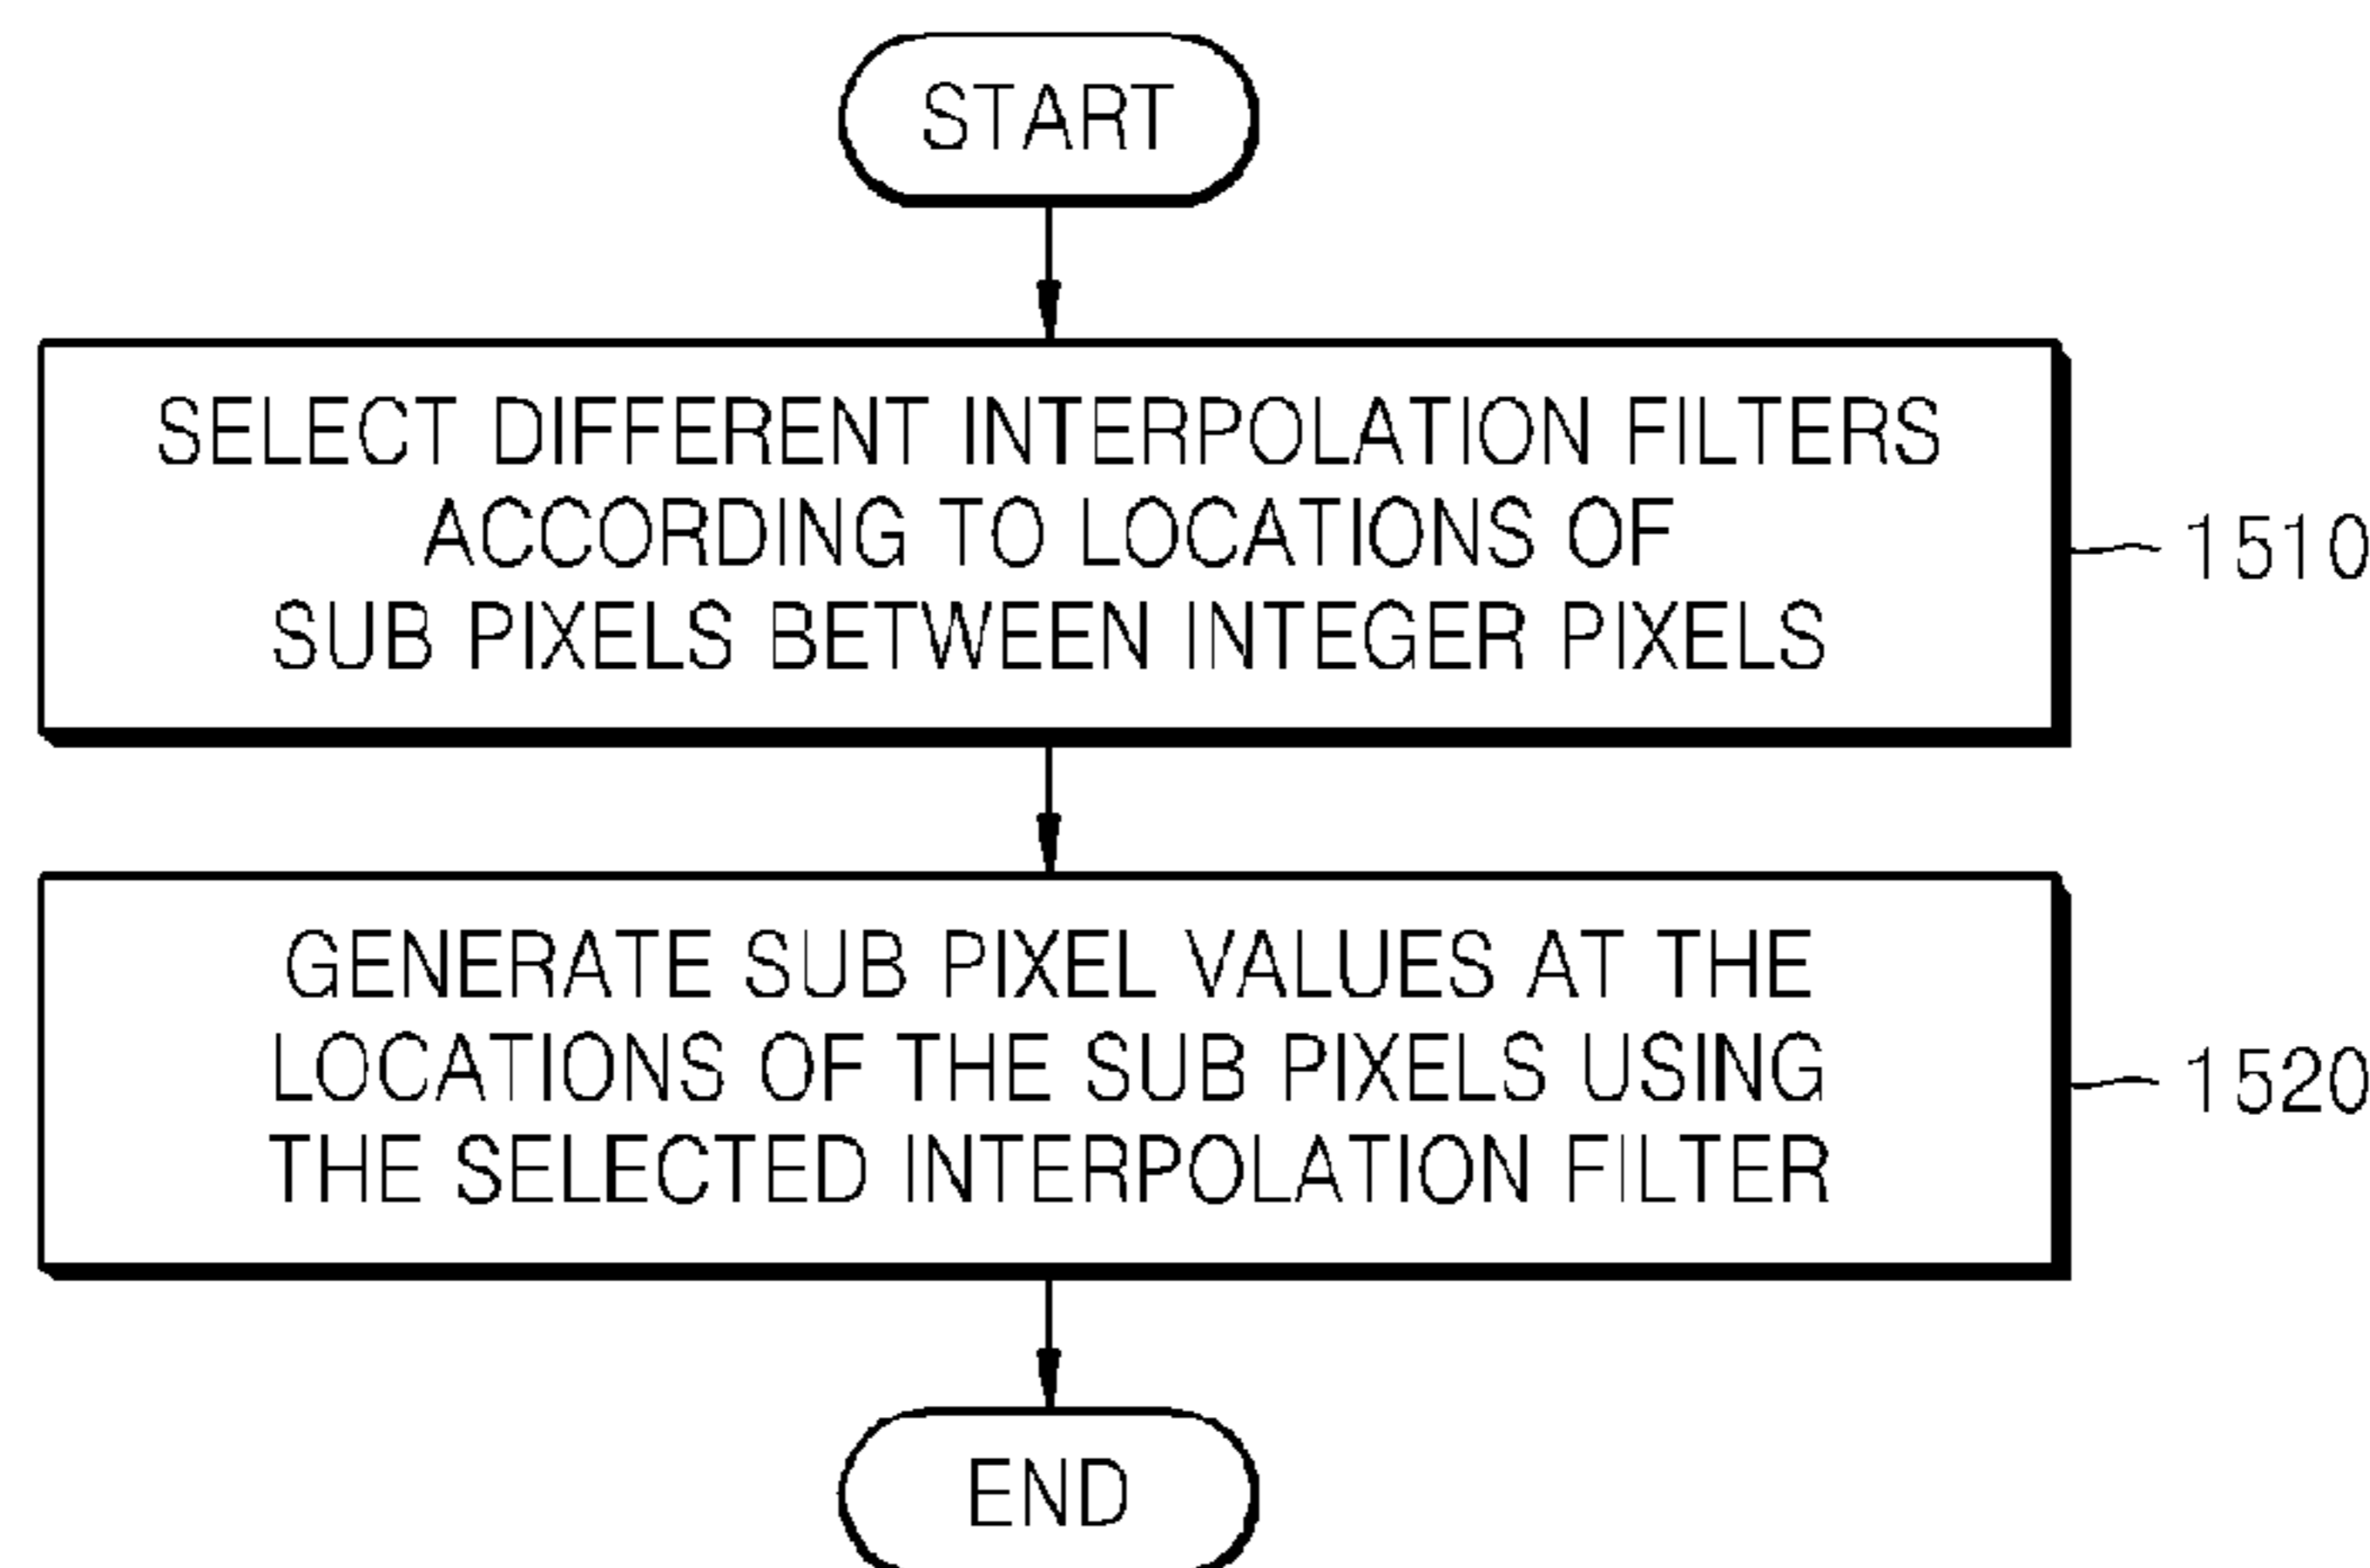 START
SELECT DIFFERENT INTERPOLATION FILTERS
ACCORDING TO LOCATIONS OF
SUB PIXELS BETWEEN INTEGER PIXELS
1510
GENERATE SUB PIXEL VALUES AT THE
LOCATIONS OF THE SUB PIXELS USING
THE SELECTED INTERPOLATION FILTER
1520
END